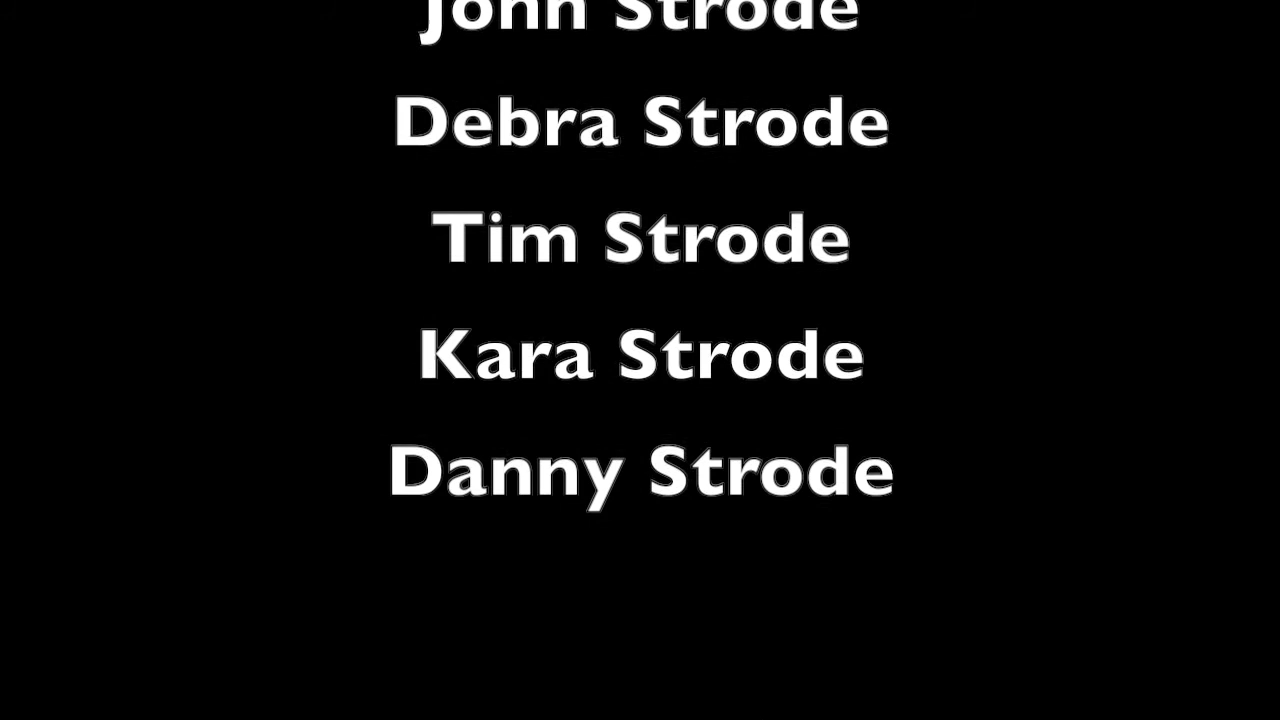 John Strode
Debra Strode
Tim Strode
Kara Strode
Danny Strode